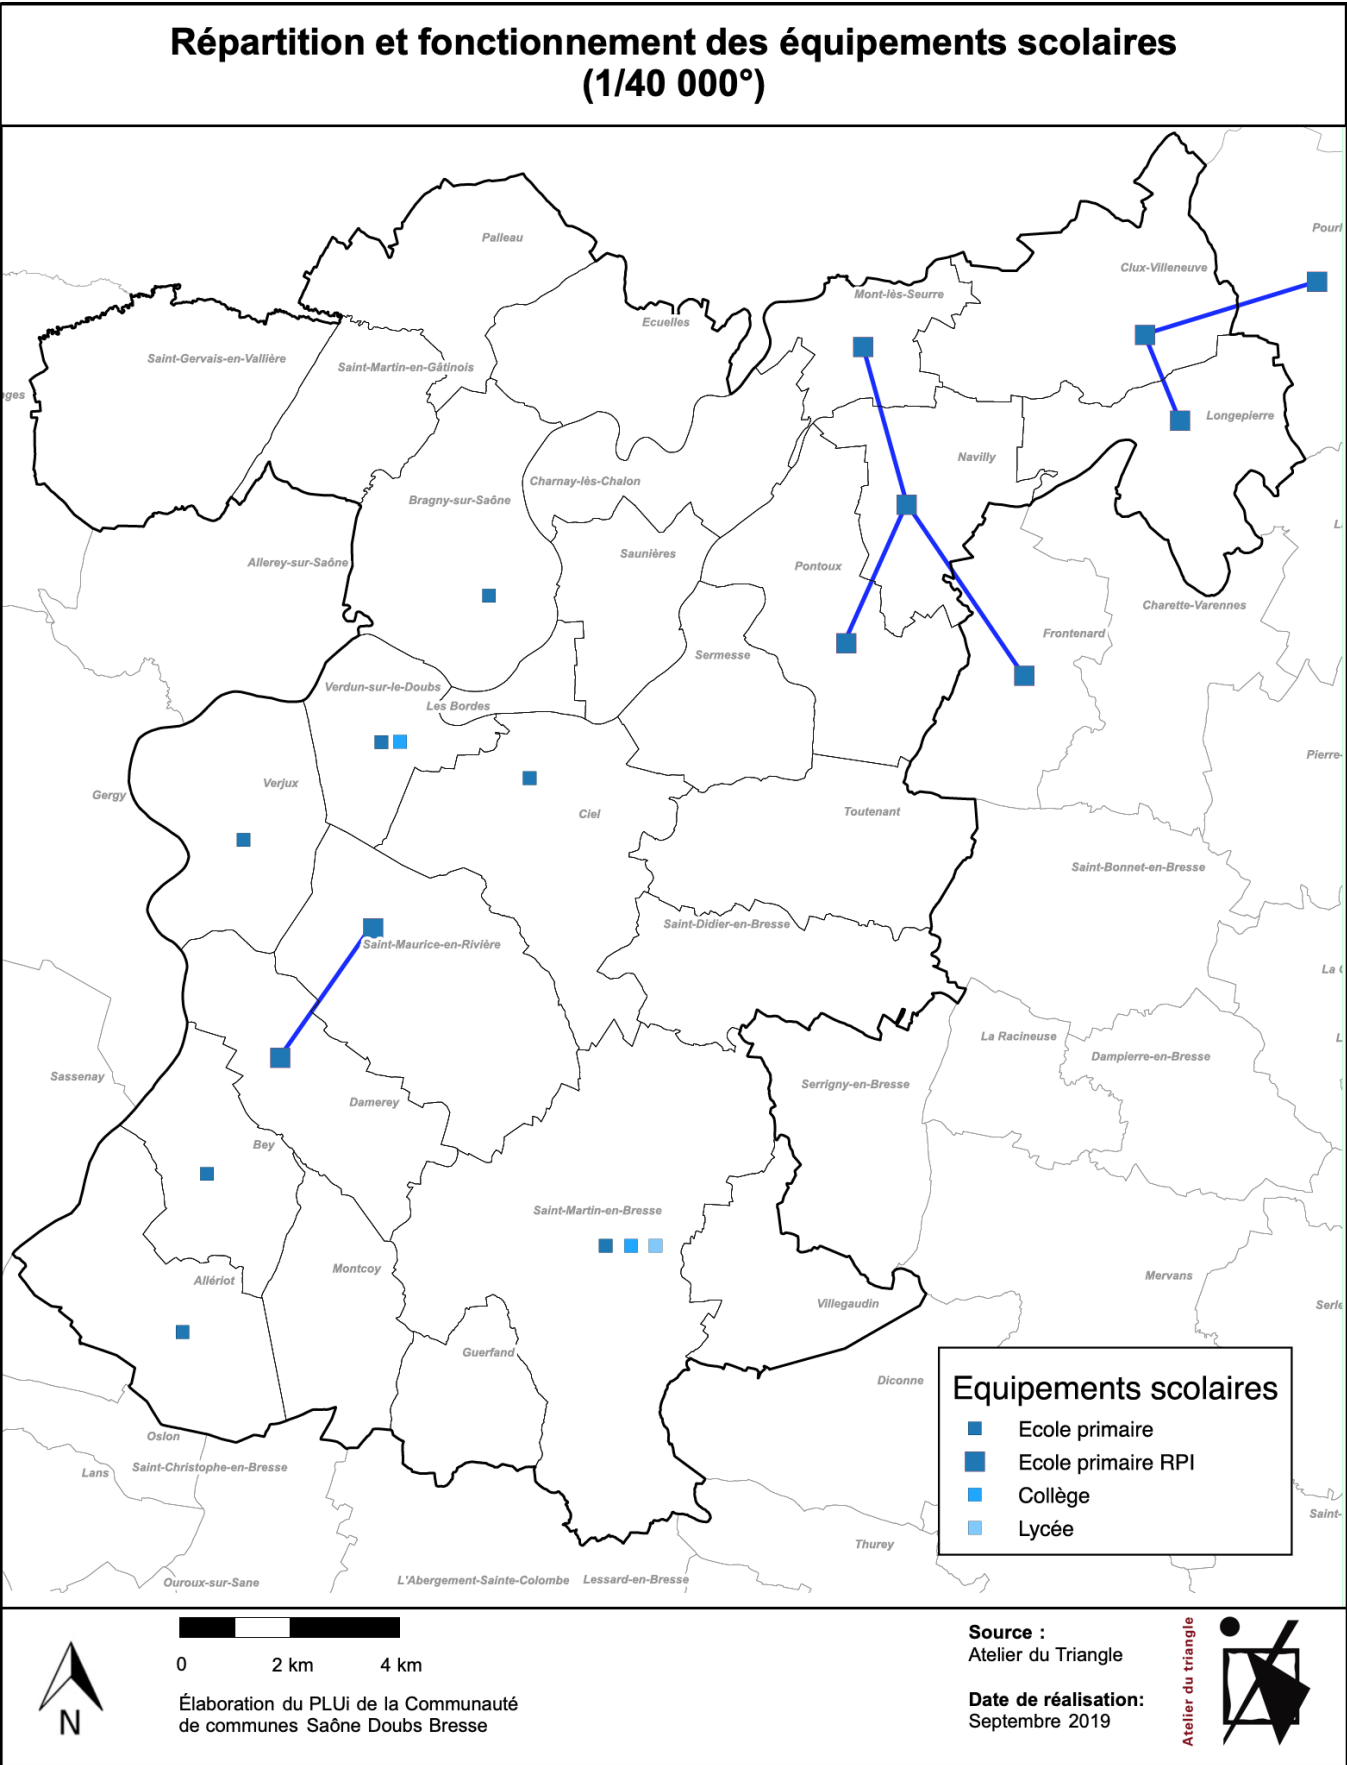 Répartition et fonctionnement des équipements scolaires
(1/40 000°)
Palleau
Pourl
Clux-Villeneuve
Mont-lès-Seurre
Ecuelles
Saint-Gervais-en-Vallière
Saint-Martin-en-Gâtinois
ges
Longepierre
Navilly
Charnay-lès-Chalon
Bragny-sur-Saône
L
Saunières
Allerey-sur-Saône
Pontoux
Charette-Varennes
Frontenard
Sermesse
Verdun-sur-le-Doubs
Les Bordes
Pierre-
Verjux
Gergy
Ciel
Toutenant
Saint-Bonnet-en-Bresse
Saint-Didier-en-Bresse
Saint-Maurice-en-Rivière
La
La Racineuse
L
Dampierre-en-Bresse
Sassenay
Serrigny-en-Bresse
Damerey
Bey
Saint-Martin-en-Bresse
Montcoy
Mervans
Allériot
Villegaudin
Serle
Guerfand
Diconne
Equipements scolaires
Ecole primaire
Ecole primaire RPI
Collège
Lycée
Oslon
Saint-Christophe-en-Bresse
Lans
Saint-
Thurey
Ouroux-sur-Sane
L'Abergement-Sainte-Colombe
Lessard-en-Bresse
N
0 2 km 4 km
Élaboration du PLUi de la Communauté
de communes Saône Doubs Bresse
Source :
Atelier du Triangle
Date de réalisation:
Septembre 2019
Atelier du triangle